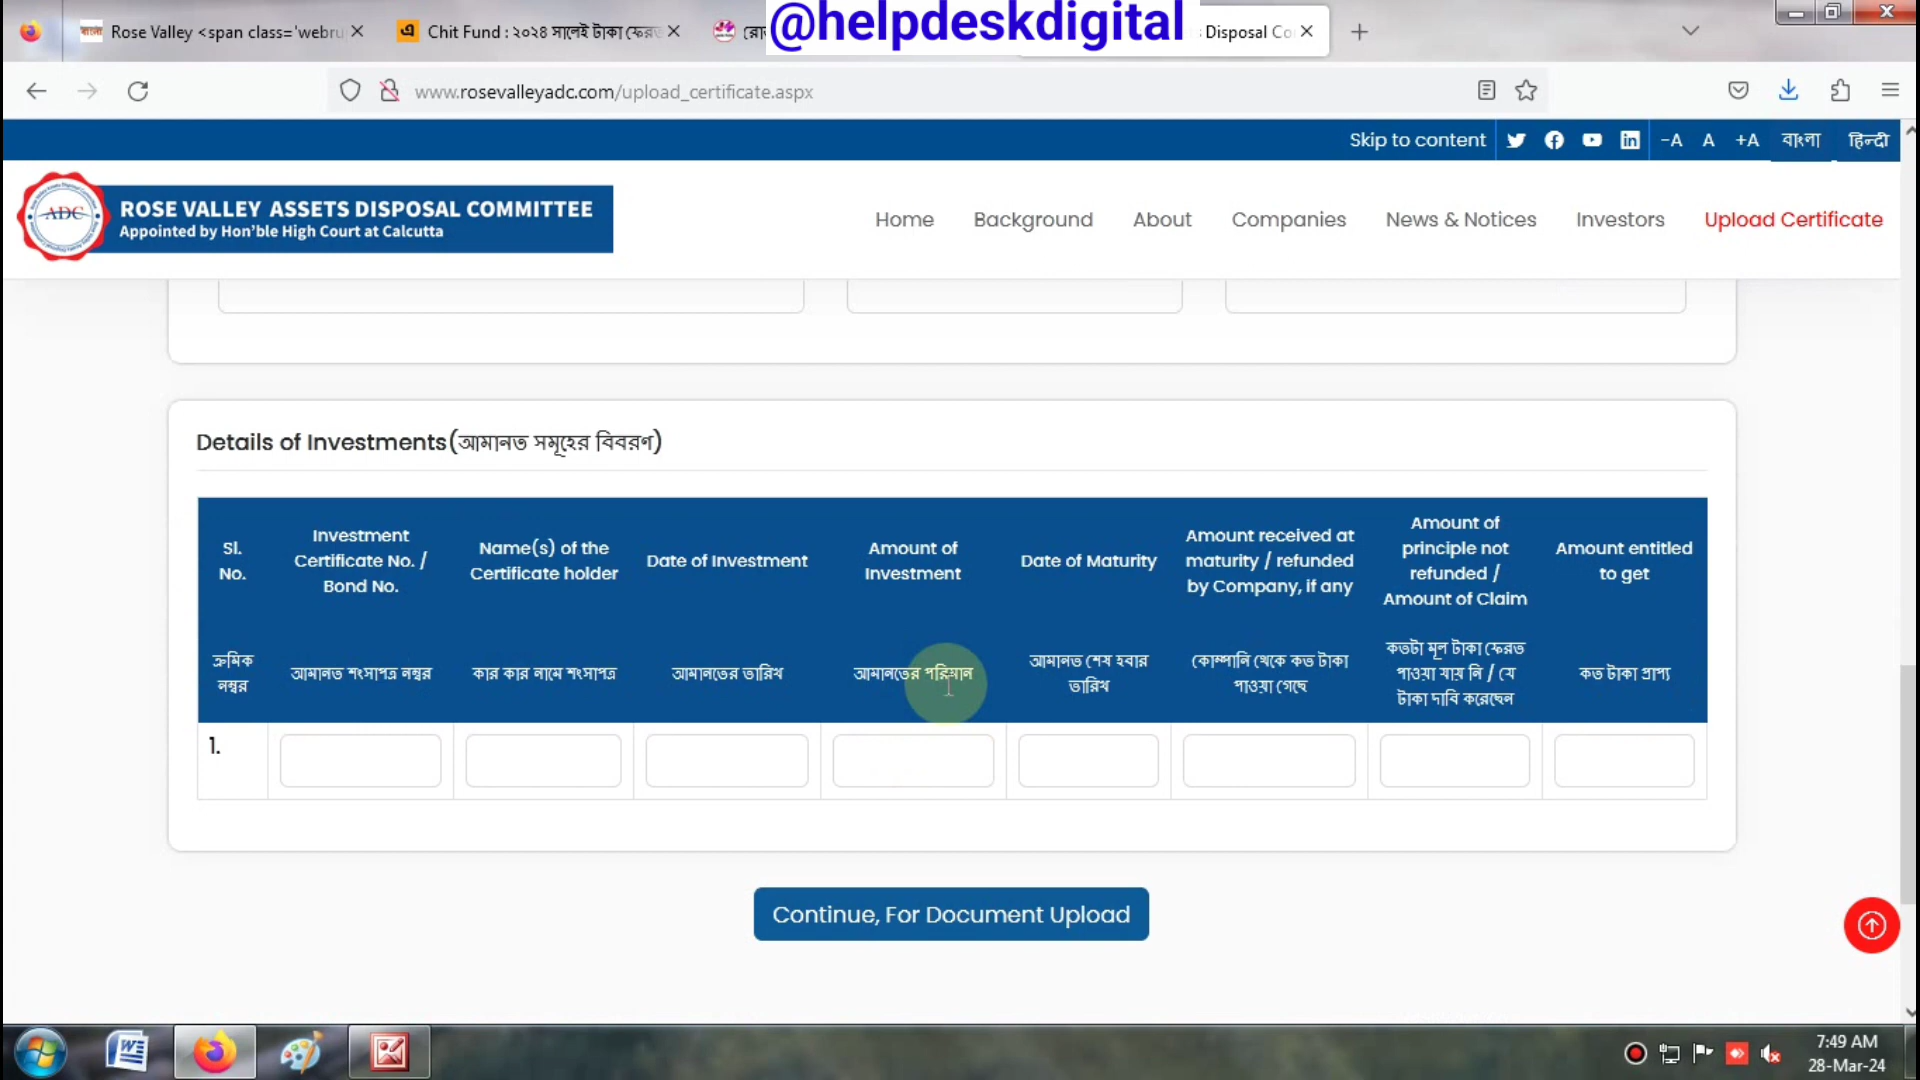 @helpdeskdigital
Rose Valley <span class='webru
Chit Fund : ২০২৪ সালেই টাকা ফেরত
রো
Disposal Co
www.rosevalleyadc.com/upload_certificate.aspx
Skip to content
-A A +A বাংলা हिन्दी
ADC
ROSE VALLEY ASSETS DISPOSAL COMMITTEE
Appointed by Hon'ble High Court at Calcutta
Home Background About Companies News & Notices Investors Upload Certificate
Details of Investments(আমানত সমূহের বিবরণ)
Sl. No.
Investment Certificate No. / Bond No.
Name(s) of the Certificate holder
Date of Investment
Amount of Investment
Date of Maturity
Amount received at maturity / refunded by Company, if any
Amount of principle not refunded / Amount of Claim
Amount entitled to get
ক্রমিক নম্বর
আমানত শংসাপত্র নম্বর
কার কার নামে শংসাপত্র
আমানতের তারিখ
আমানতের পরিমান
আমানত শেষ হবার তারিখ
কোম্পানি থেকে কত টাকা পাওয়া গেছে
কতটা মূল টাকা ফেরত পাওয়া যায় নি / যে টাকা দাবি করেছেন
কত টাকা প্রাপ্য
1.
Continue, For Document Upload
7:49 AM
28-Mar-24